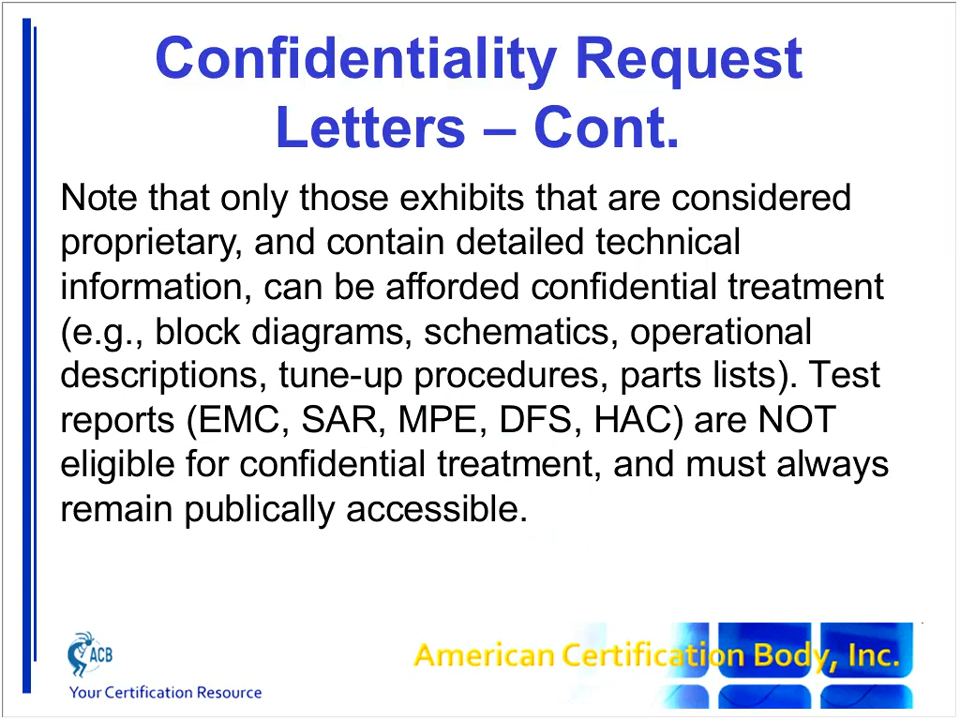 Confidentiality Request
Letters – Cont.
Note that only those exhibits that are considered
proprietary, and contain detailed technical
information, can be afforded confidential treatment
(e.g., block diagrams, schematics, operational
descriptions, tune-up procedures, parts lists). Test
reports (EMC, SAR, MPE, DFS, HAC) are NOT
eligible for confidential treatment, and must always
remain publically accessible.
ACB
Your Certification Resource
American Certification Body, Inc.